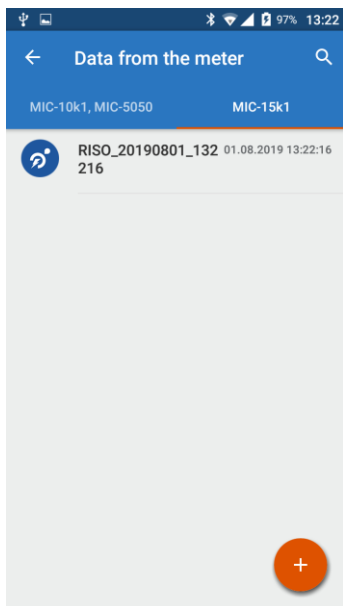 97% 13:22
Data from the meter
MIC-10k1, MIC-5050 MIC-15k1
RISO_20190801_132 01.08.2019 13:22:16
216